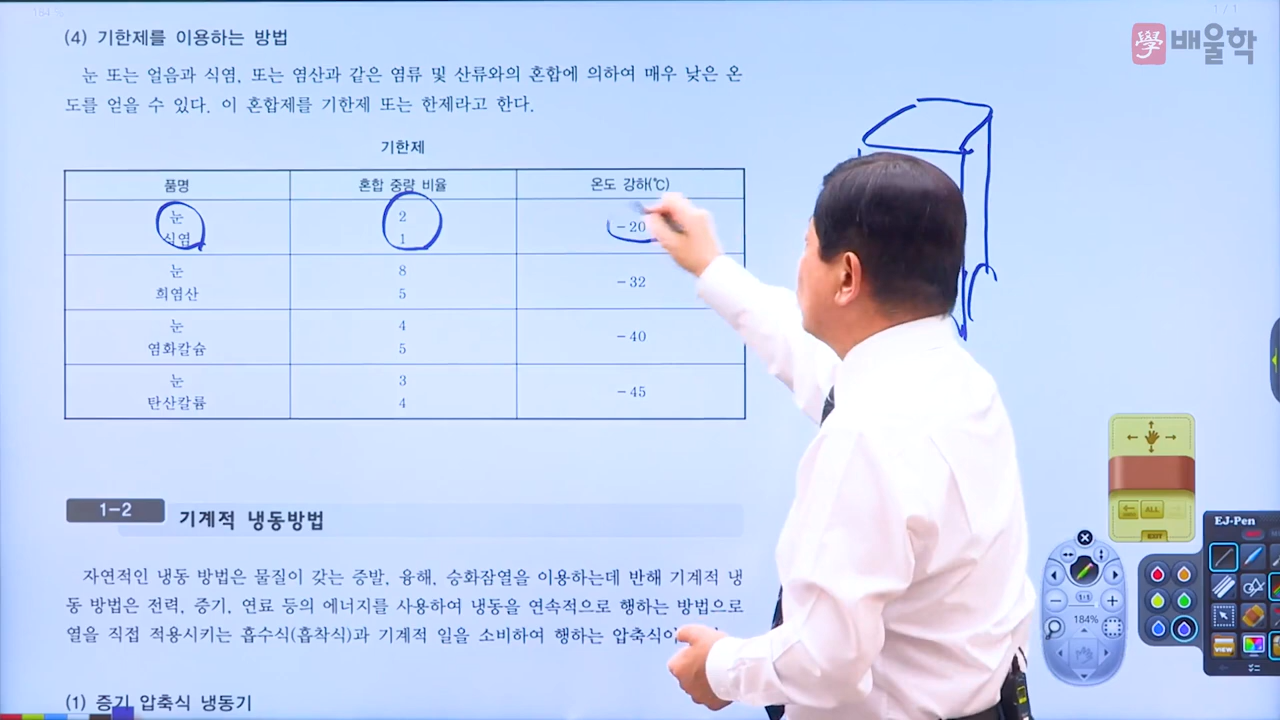 184 %
1 / 1
學 배울학
(4) 기한제를 이용하는 방법
눈 또는 얼음과 식염, 또는 염산과 같은 염류 및 산류와의 혼합에 의하여 매우 낮은 온
도를 얻을 수 있다. 이 혼합제를 기한제 또는 한제라고 한다.
기한제
품명 혼합 중량 비율 온도 강하(℃)
눈 2
식염 1
-20
눈 8
희염산 5
-32
눈 4
염화칼슘 5
-40
눈 3
탄산칼륨 4
-45
1-2 기계적 냉동방법
자연적인 냉동 방법은 물질이 갖는 증발, 융해, 승화잠열을 이용하는데 반해 기계적 냉
동 방법은 전력, 증기, 연료 등의 에너지를 사용하여 냉동을 연속적으로 행하는 방법으로
열을 직접 적용시키는 흡수식(흡착식)과 기계적 일을 소비하여 행하는 압축식이
(1) 증기 압축식 냉동기
ALL
EXIT
EJ-Pen
1:1
184%
VIEW